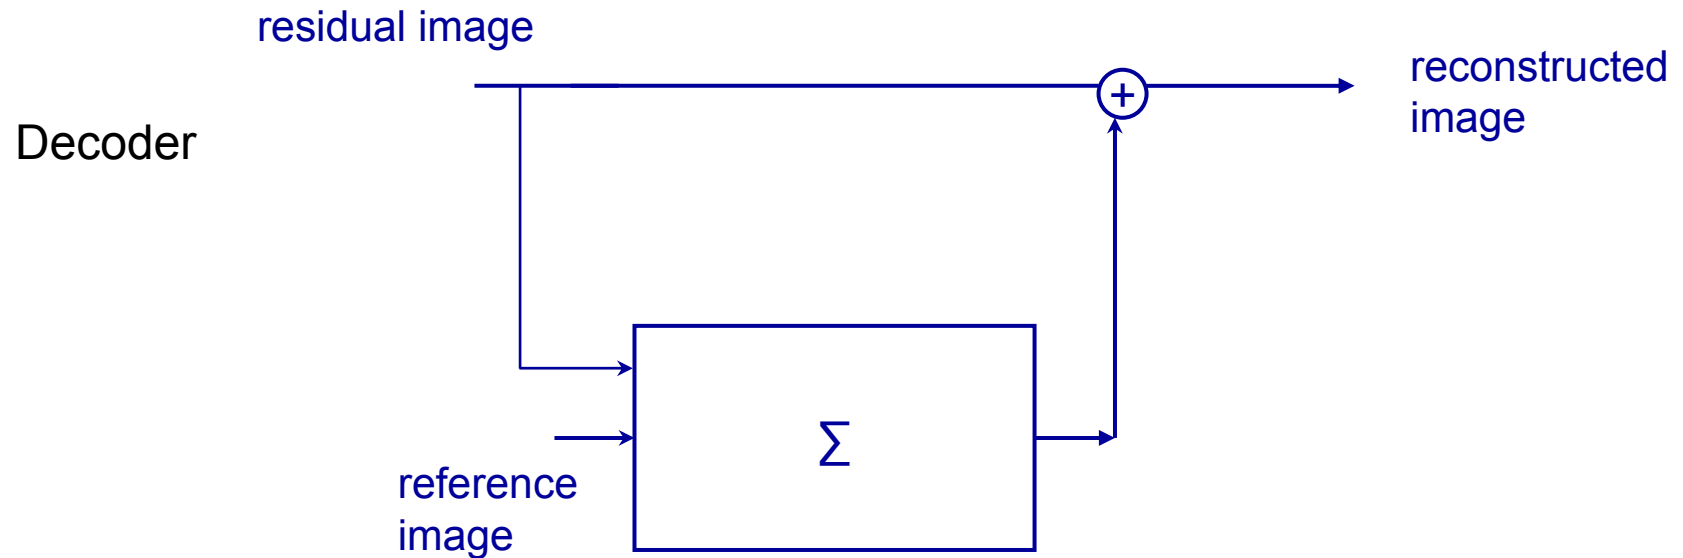 residual image
reconstructed
image
Decoder
+
∑
reference
image